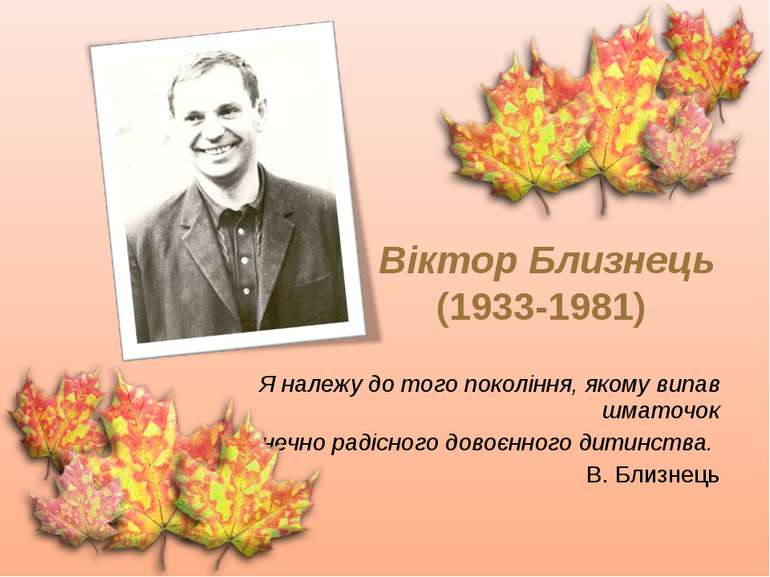 Віктор Близнець
(1933-1981)
Я належу до того покоління, якому випав
шматочок
радісного довоєнного дитинства.
В. Близнець